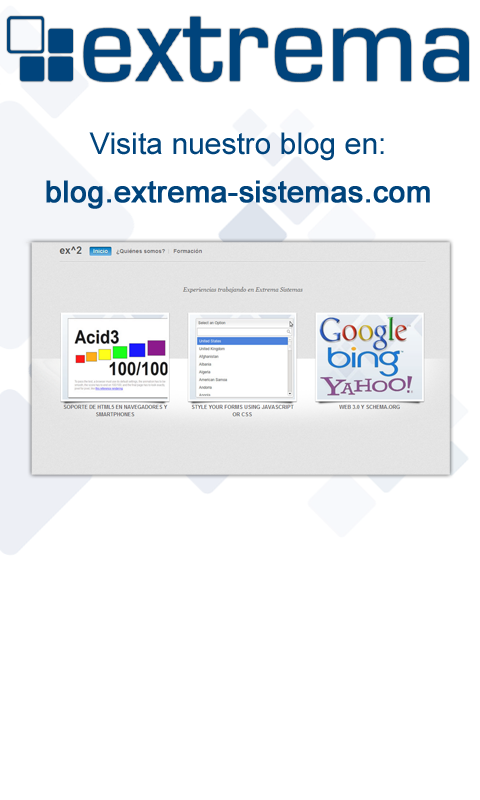 extrema
Visita nuestro blog en:
blog.extrema-sistemas.com
ex^2 Inicio ¿Quiénes somos? Formación
Experiencias trabajando en Extrema Sistemas
Acid3
100/100
SOPORTE DE HTML5 EN NAVEGADORES Y
SMARTPHONES
Select an Option
United States
United Kingdom
Afghanistan
Albania
Algeria
American Samoa
Andorra
STYLE YOUR FORMS USING JAVASCRIPT
OR CSS
Google
bing
YAHOO!
WEB 3.0 Y SCHEMA.ORG